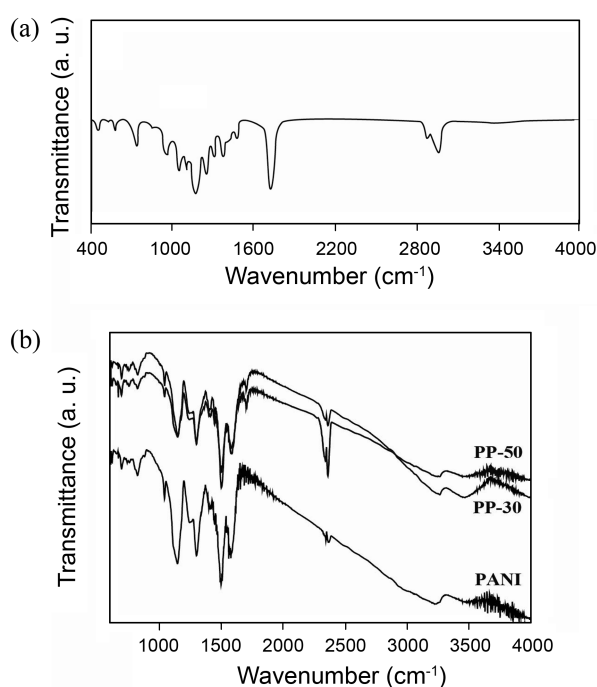 (a)
Transmittance (a. u.)
400 1000 1600 2200 2800 3400 4000
Wavenumber (cm⁻¹)
(b)
Transmittance (a. u.)
PP-50
PP-30
PANI
1000 1500 2000 2500 3000 3500 4000
Wavenumber (cm⁻¹)